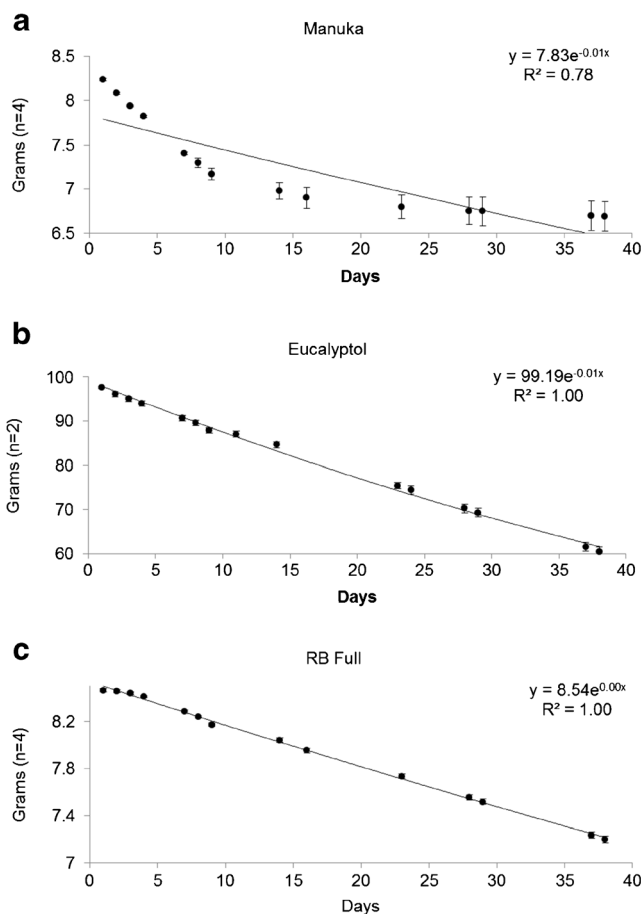 a
Manuka
y = 7.83e-0.01x
R² = 0.78
Grams (n=4)
8.5
8
7.5
7
6.5
0 5 10 15 20 25 30 35 40
Days
b
Eucalyptol
y = 99.19e-0.01x
R² = 1.00
Grams (n=2)
100
90
80
70
60
0 5 10 15 20 25 30 35 40
Days
c
RB Full
y = 8.54e0.00x
R² = 1.00
Grams (n=4)
8.2
7.8
7.4
7
0 5 10 15 20 25 30 35 40
Days